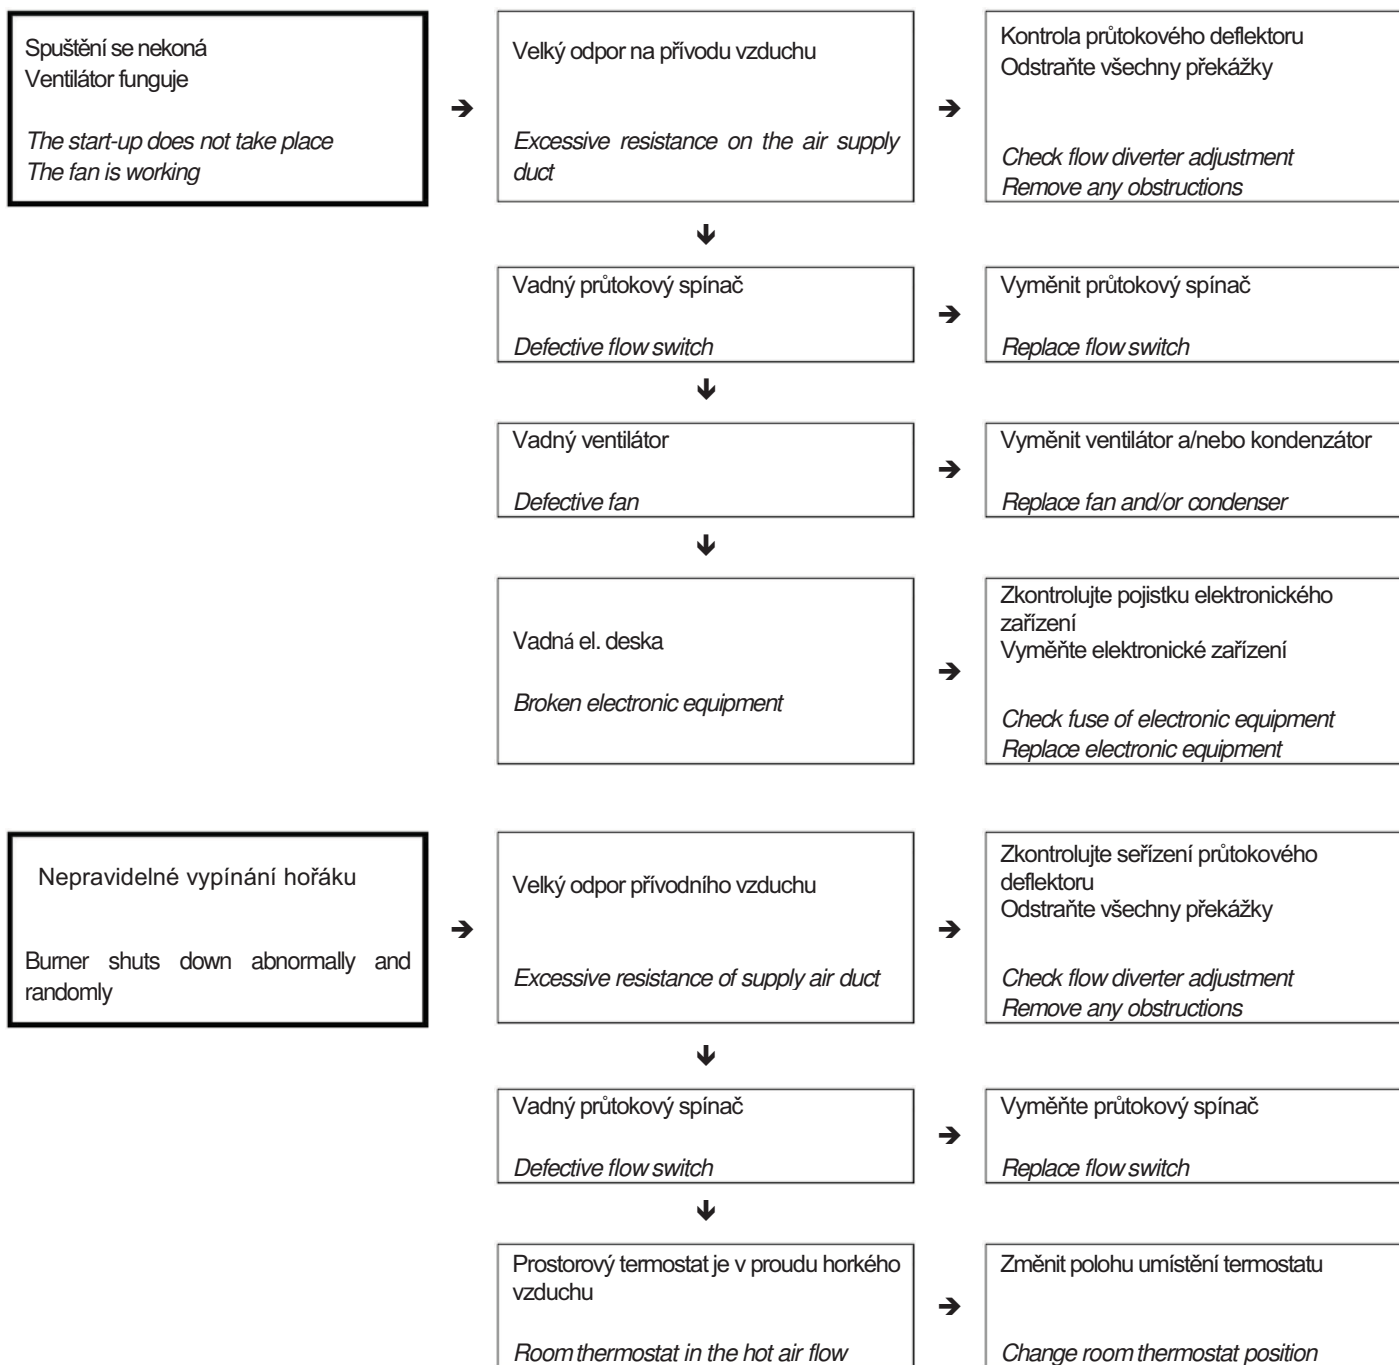 Spuštění se nekoná
Ventilátor funguje
The start-up does not take place
The fan is working
Velký odpor na přívodu vzduchu
Excessive resistance on the air supply
duct
Kontrola průtokového deflektoru
Odstraňte všechny překážky
Check flow diverter adjustment
Remove any obstructions
Vadný průtokový spínač
Defective flow switch
Vyměnit průtokový spínač
Replace flow switch
Vadný ventilátor
Defective fan
Vyměnit ventilátor a/nebo kondenzátor
Replace fan and/or condenser
Vadná el. deska
Broken electronic equipment
Zkontrolujte pojistku elektronického
zařízení
Vyměňte elektronické zařízení
Check fuse of electronic equipment
Replace electronic equipment
Nepravidelné vypínání hořáku
Burner shuts down abnormally and
randomly
Velký odpor přívodního vzduchu
Excessive resistance of supply air duct
Zkontrolujte seřízení průtokového
deflektoru
Odstraňte všechny překážky
Check flow diverter adjustment
Remove any obstructions
Vadný průtokový spínač
Defective flow switch
Vyměňte průtokový spínač
Replace flow switch
Prostorový termostat je v proudu horkého
vzduchu
Room thermostat in the hot air flow
Změnit polohu umístění termostatu
Change room thermostat position